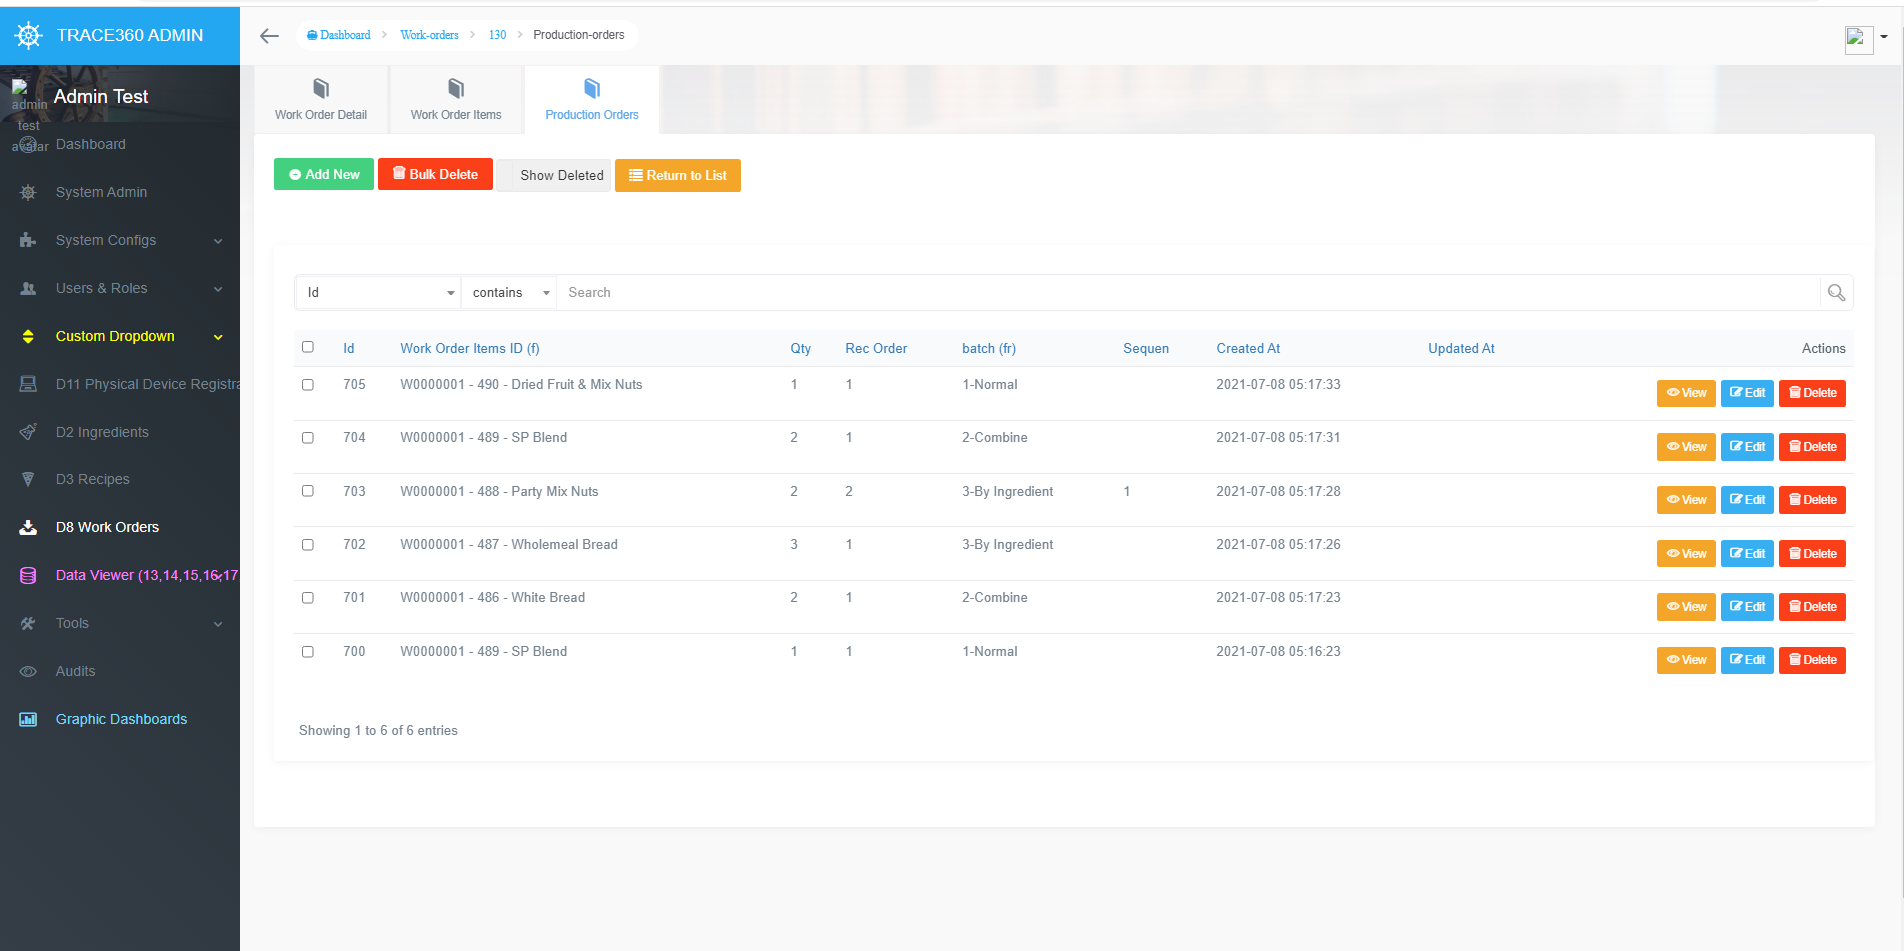 TRACE360 ADMIN
Dashboard
Work-orders
130
Production-orders
admin test avatar
Admin Test
Dashboard
System Admin
System Configs
Users & Roles
Custom Dropdown
D11 Physical Device Registra
D2 Ingredients
D3 Recipes
D8 Work Orders
Data Viewer (13,14,15,16,17
Tools
Audits
Graphic Dashboards
Work Order Detail
Work Order Items
Production Orders
Add New
Bulk Delete
Show Deleted
Return to List
Id contains Search
Id Work Order Items ID (f) Qty Rec Order batch (fr) Sequen Created At Updated At Actions
705 W0000001 - 490 - Dried Fruit & Mix Nuts 1 1 1-Normal 2021-07-08 05:17:33 View Edit Delete
704 W0000001 - 489 - SP Blend 2 1 2-Combine 2021-07-08 05:17:31 View Edit Delete
703 W0000001 - 488 - Party Mix Nuts 2 2 3-By Ingredient 1 2021-07-08 05:17:28 View Edit Delete
702 W0000001 - 487 - Wholemeal Bread 3 1 3-By Ingredient 2021-07-08 05:17:26 View Edit Delete
701 W0000001 - 486 - White Bread 2 1 2-Combine 2021-07-08 05:17:23 View Edit Delete
700 W0000001 - 489 - SP Blend 1 1 1-Normal 2021-07-08 05:16:23 View Edit Delete
Showing 1 to 6 of 6 entries